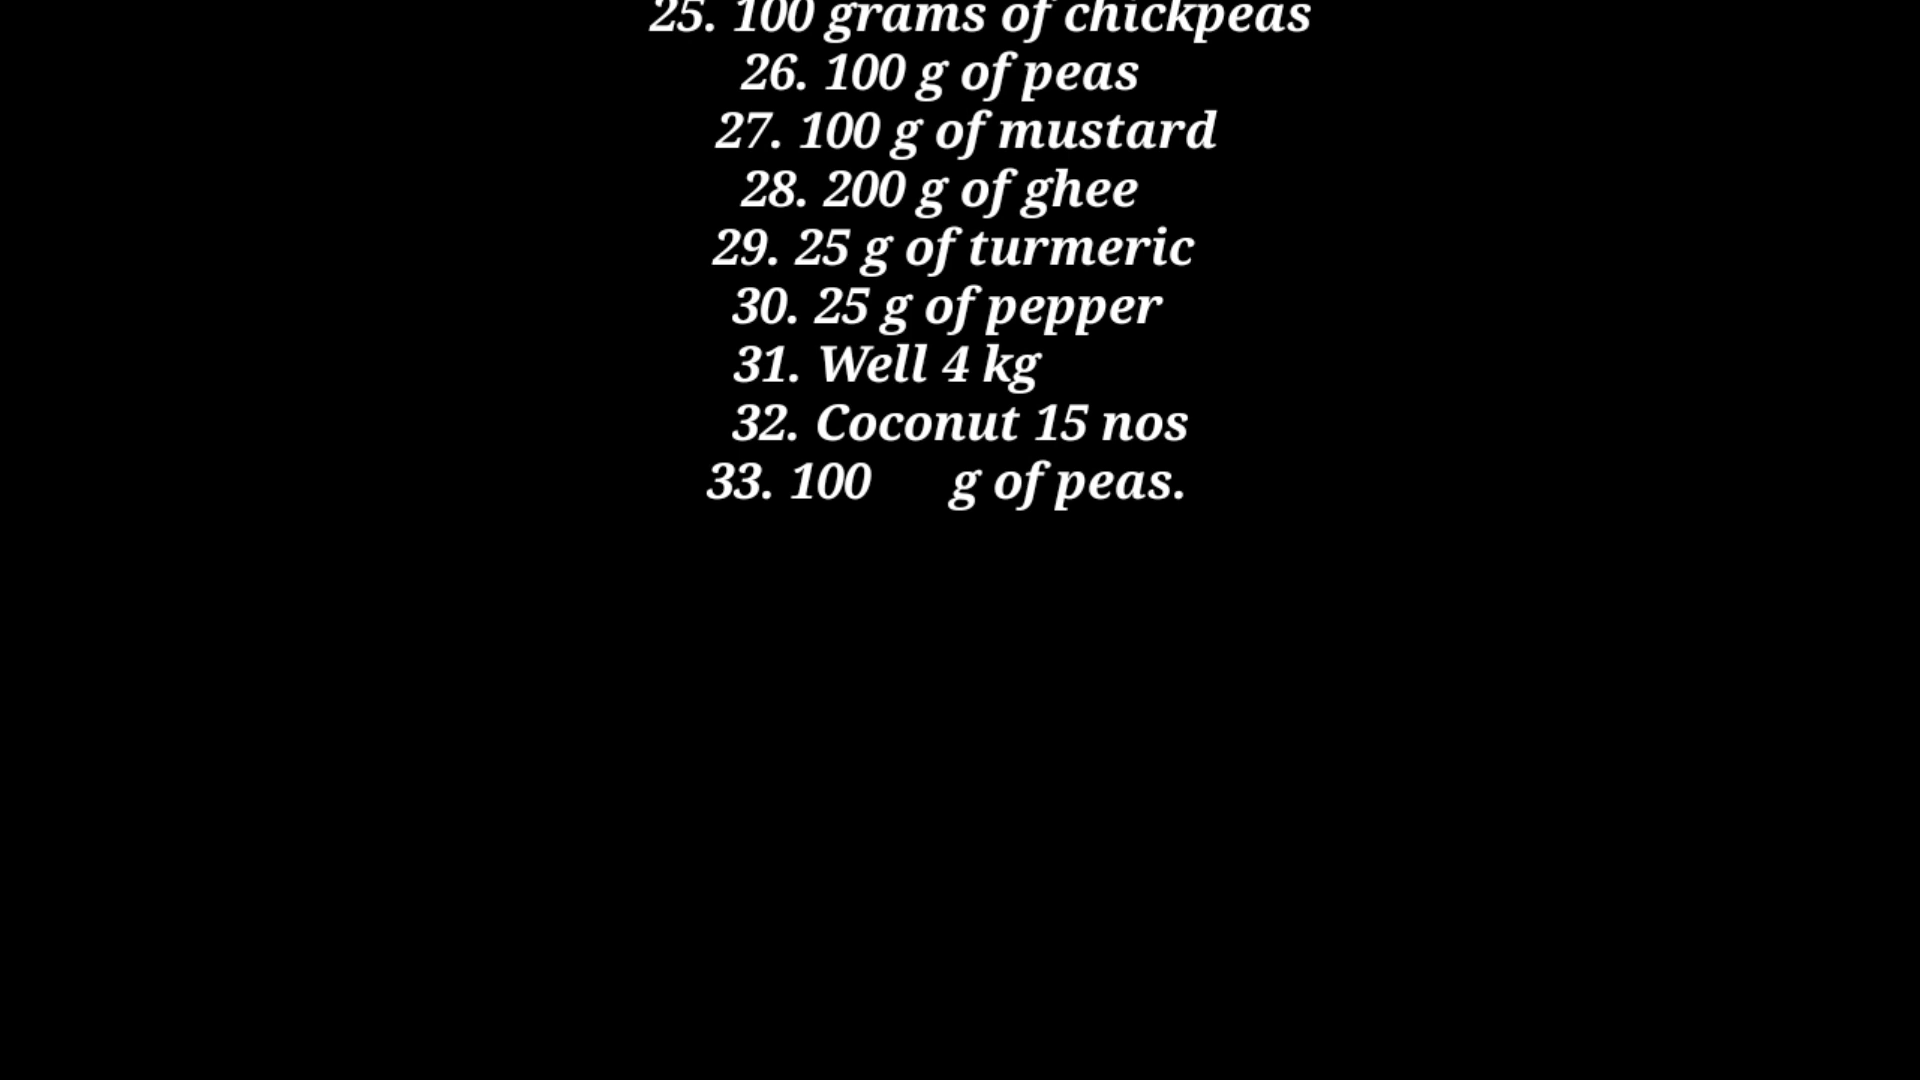 25. 100 grams of chickpeas
26. 100 g of peas
27. 100 g of mustard
28. 200 g of ghee
29. 25 g of turmeric
30. 25 g of pepper
31. Well 4 kg
32. Coconut 15 nos
33. 100 g of peas.